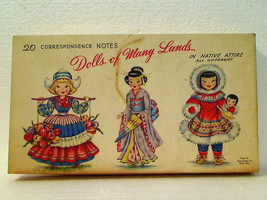 20 CORRESPONDENCE NOTES
Dolls of Many Lands
IN NATIVE ATTIRE
ALL DIFFERENT